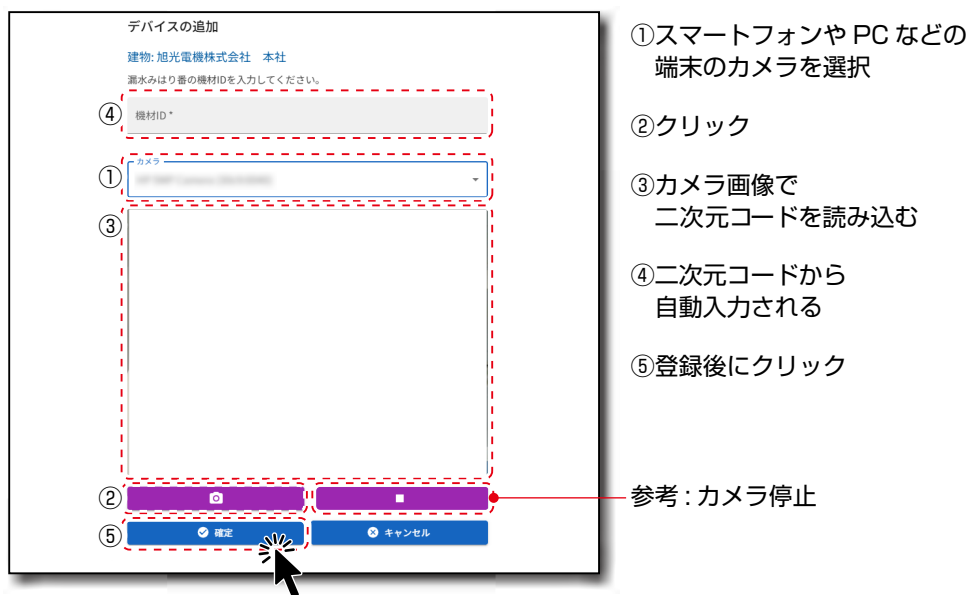 デバイスの追加
建物: 旭光電機株式会社　本社
漏水みはり番の機材IDを入力してください。
④
機材ID *
①
カメラ
③
②
⑤
確定
キャンセル
①スマートフォンや PC などの
端末のカメラを選択
②クリック
③カメラ画像で
二次元コードを読み込む
④二次元コードから
自動入力される
⑤登録後にクリック
参考 : カメラ停止